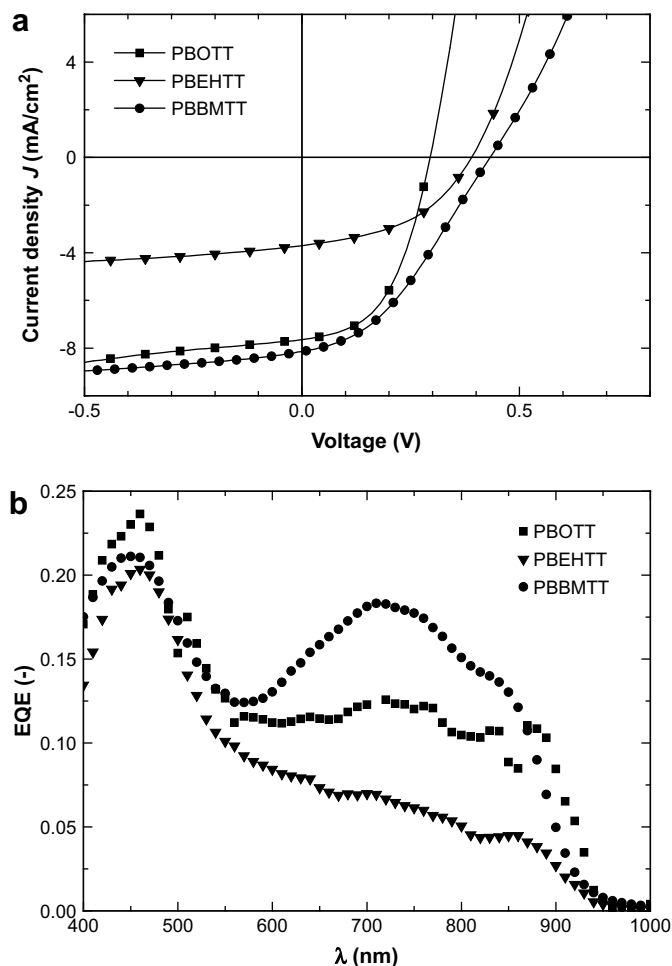 a
PBOTT
PBEHTT
PBBMTT
Current density J (mA/cm²)
4
0
-4
-8
-0.5
0.0
0.5
Voltage (V)
b
0.25
0.20
0.15
0.10
0.05
0.00
EQE (-)
PBOTT
PBEHTT
PBBMTT
400
500
600
700
800
900
1000
λ (nm)